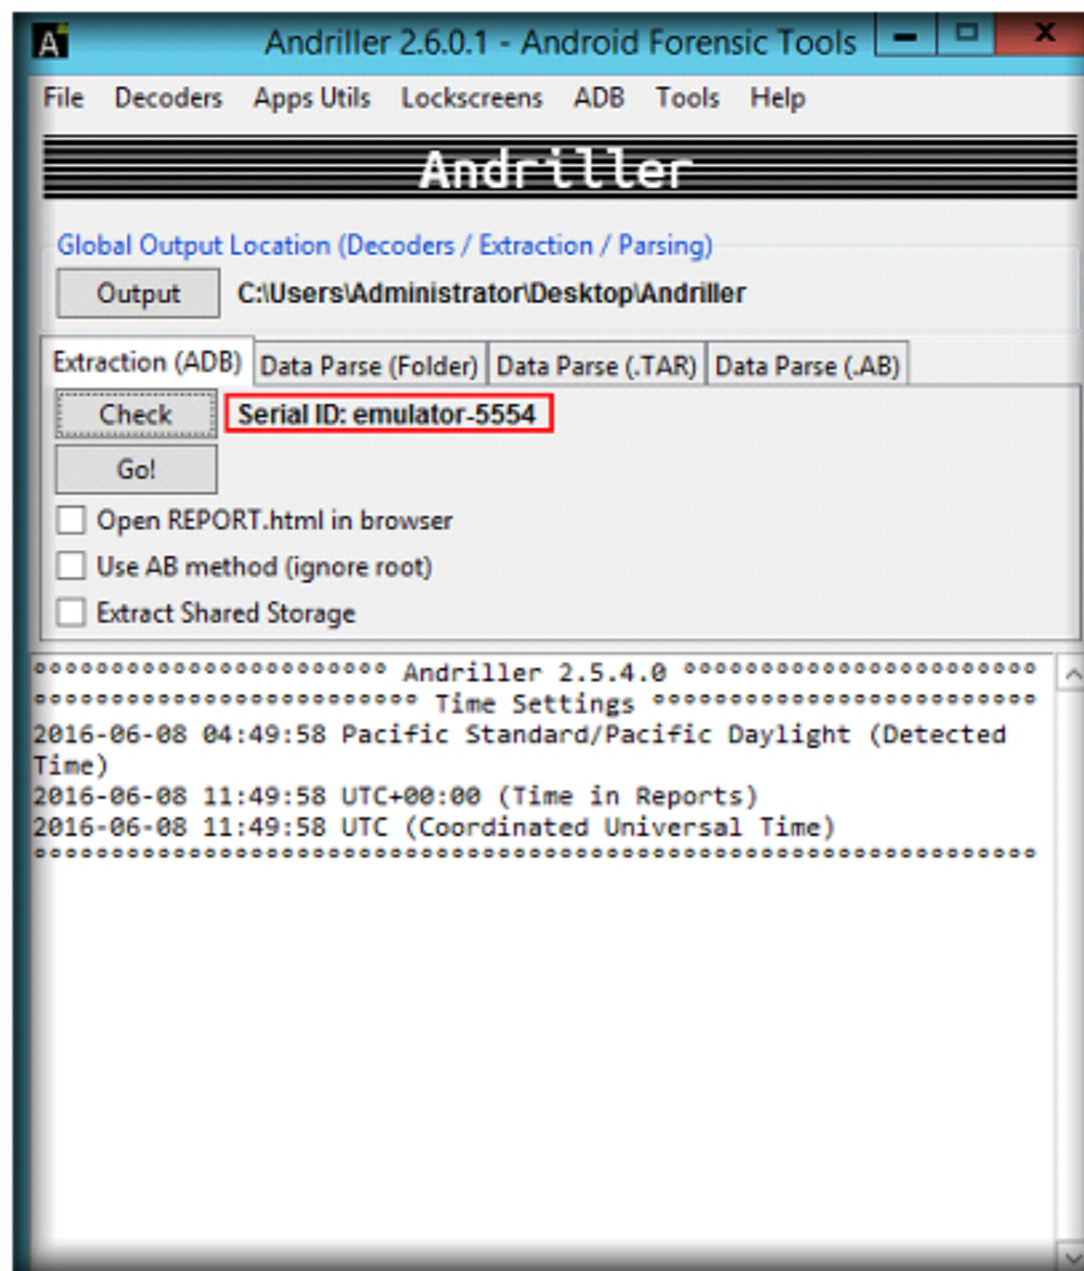 Andriller 2.6.0.1 - Android Forensic Tools
File Decoders Apps Utils Lockscreens ADB Tools Help
Andriller
Global Output Location (Decoders / Extraction / Parsing)
Output C:\Users\Administrator\Desktop\Andriller
Extraction (ADB) Data Parse (Folder) Data Parse (.TAR) Data Parse (.AB)
Check Serial ID: emulator-5554
Go!
Open REPORT.html in browser
Use AB method (ignore root)
Extract Shared Storage
°°°°°°°°°°°°°°°°°°°°°°° Andriller 2.5.4.0 °°°°°°°°°°°°°°°°°°°°°°°
°°°°°°°°°°°°°°°°°°°°°°°°° Time Settings °°°°°°°°°°°°°°°°°°°°°°°°°
2016-06-08 04:49:58 Pacific Standard/Pacific Daylight (Detected
Time)
2016-06-08 11:49:58 UTC+00:00 (Time in Reports)
2016-06-08 11:49:58 UTC (Coordinated Universal Time)
°°°°°°°°°°°°°°°°°°°°°°°°°°°°°°°°°°°°°°°°°°°°°°°°°°°°°°°°°°°°°°°°°